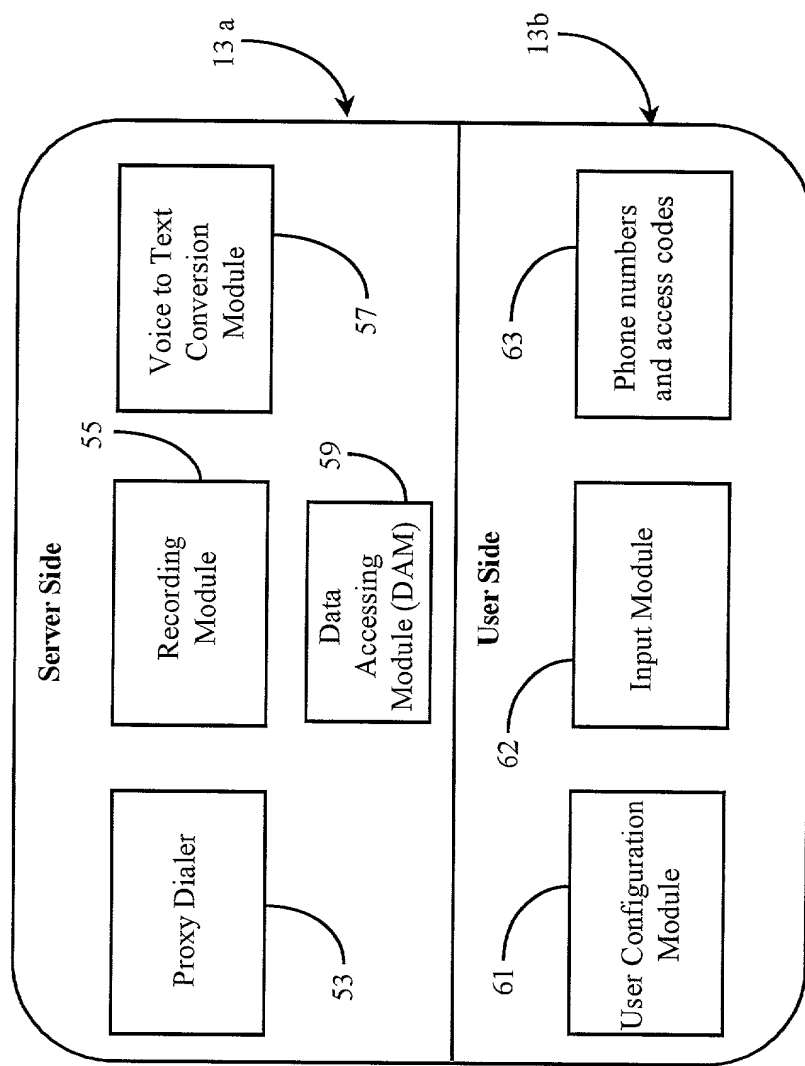 13 a
Server Side
Proxy Dialer
53
Recording
Module
55
Voice to Text
Conversion
Module
57
Data
Accessing
Module (DAM)
59
13b
User Side
User Configuration
Module
61
Input Module
62
Phone numbers
and access codes
63